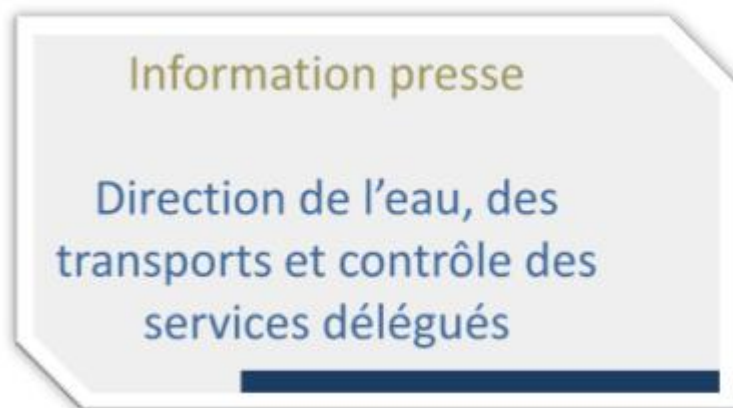 Information presse
Direction de l'eau, des
transports et contrôle des
services délégués